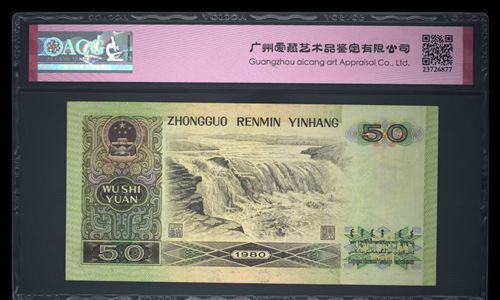 ACG
广州爱藏艺术品鉴定有限公司
Guangzhou aicang art Appraisal Co., Ltd.
23726877
ZHONGGUO RENMIN YINHANG
50
WU SHI
YUAN
50
1980